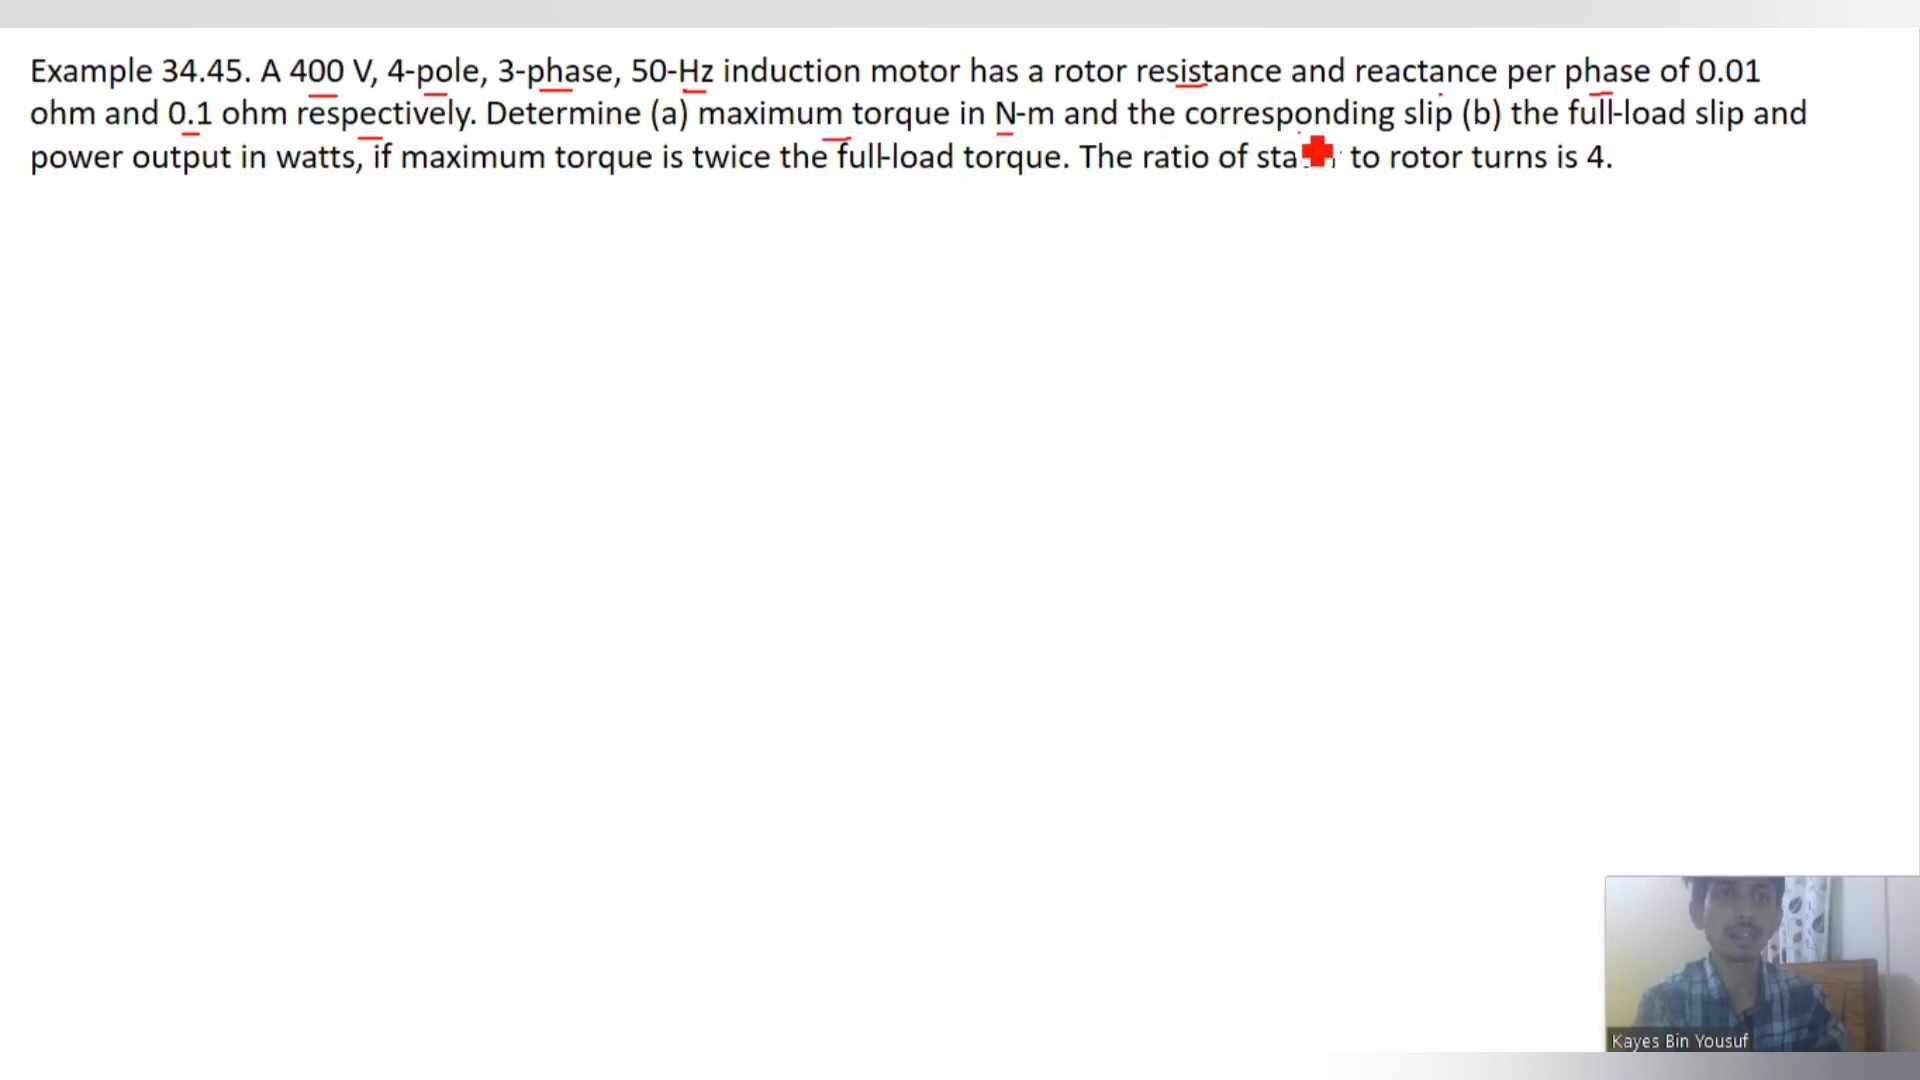 Example 34.45. A 400 V, 4-pole, 3-phase, 50-Hz induction motor has a rotor resistance and reactance per phase of 0.01
ohm and 0.1 ohm respectively. Determine (a) maximum torque in N-m and the corresponding slip (b) the full-load slip and
power output in watts, if maximum torque is twice the full-load torque. The ratio of to rotor turns is 4.
Kayes Bin Yousuf